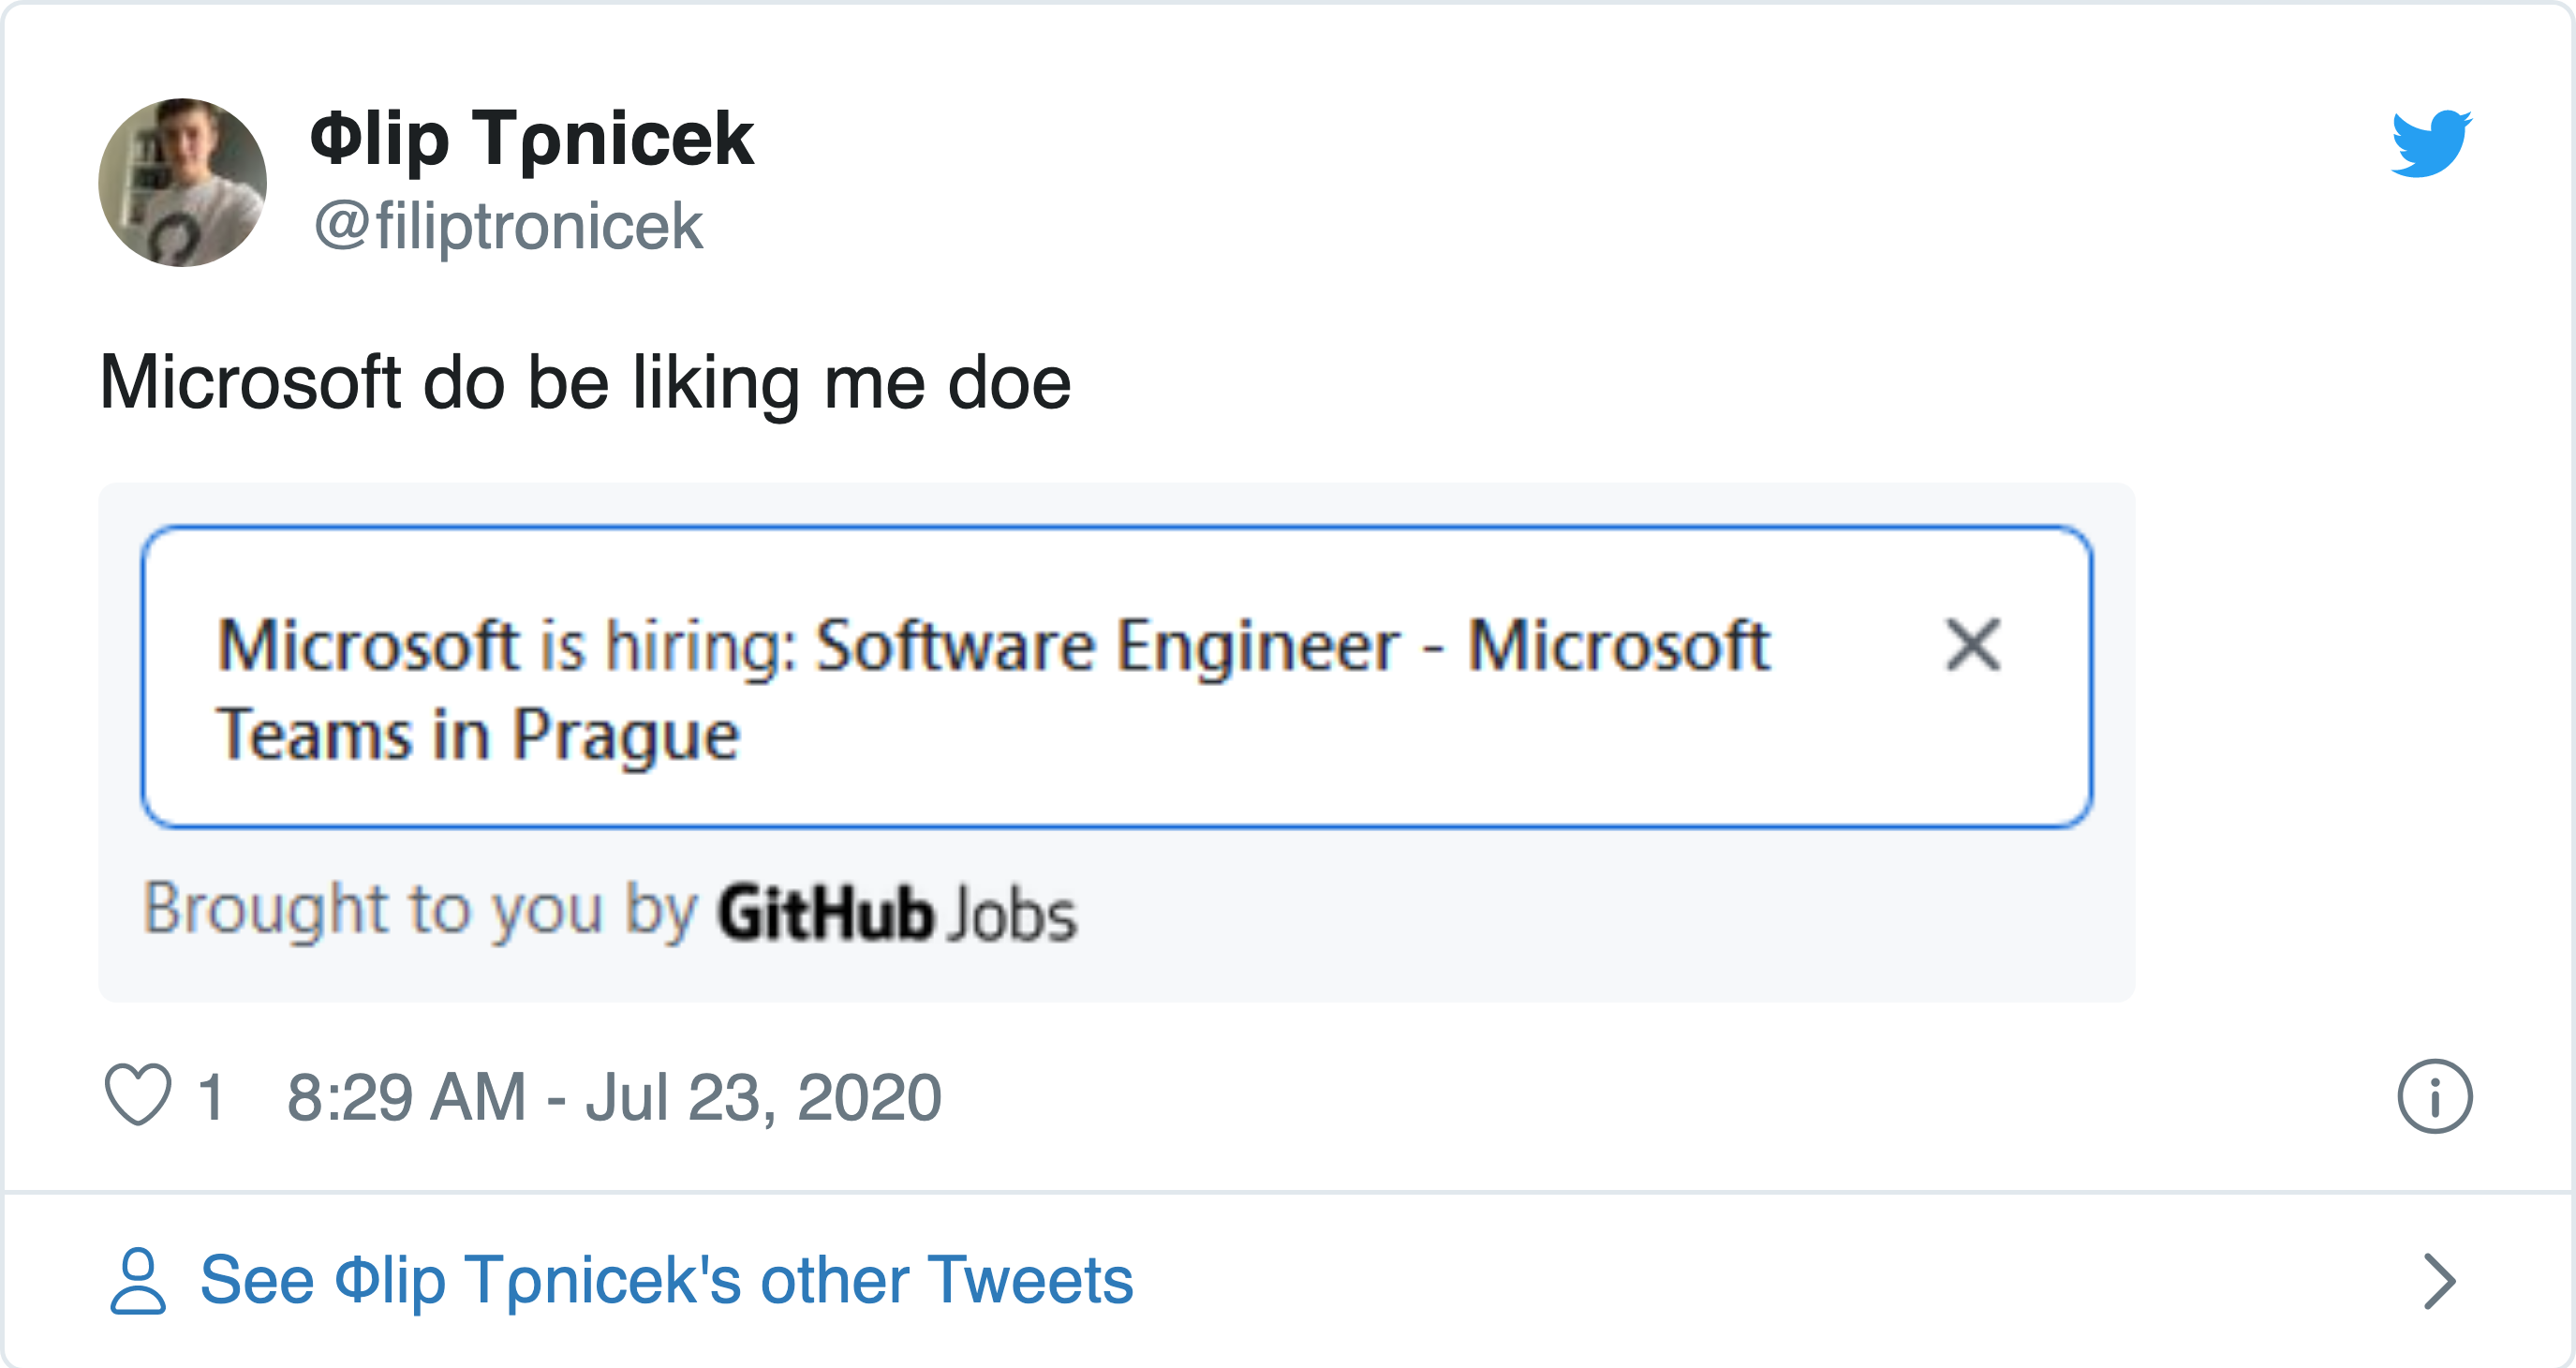 Φlip Tρnicek
@filiptronicek
Microsoft do be liking me doe
Microsoft is hiring: Software Engineer - Microsoft
Teams in Prague
Brought to you by GitHub Jobs
1 8:29 AM - Jul 23, 2020
See Φlip Tρnicek's other Tweets